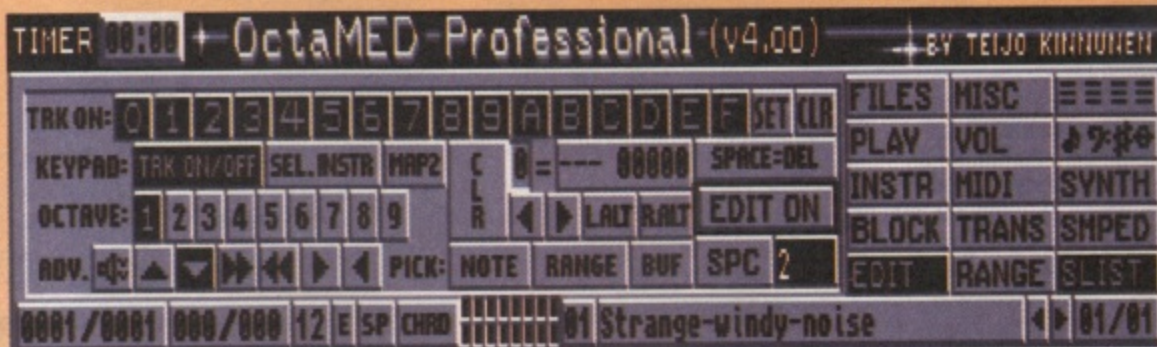 TIMER 00:00 OctaMED Professional (v4.00) BY TEIJO KINNUNEN
TRK ON: 0 1 2 3 4 5 6 7 8 9 A B C D E F SET CLR
FILES MISC
KEYPAD: TRK ON/OFF SEL.INSTR MAP2 CLR 0= --- 00000 SPACE=DEL
PLAY VOL
OCTAVE: 1 2 3 4 5 6 7 8 9 LALT RALT EDIT ON
INSTR MIDI SYNTH
BLOCK TRANS SMPED
ADV. PICK: NOTE RANGE BUF SPC 2
EDIT RANGE SLIST
0001/0001 000/000 12 E SP CHRD 01 Strange-windy-noise 01/01